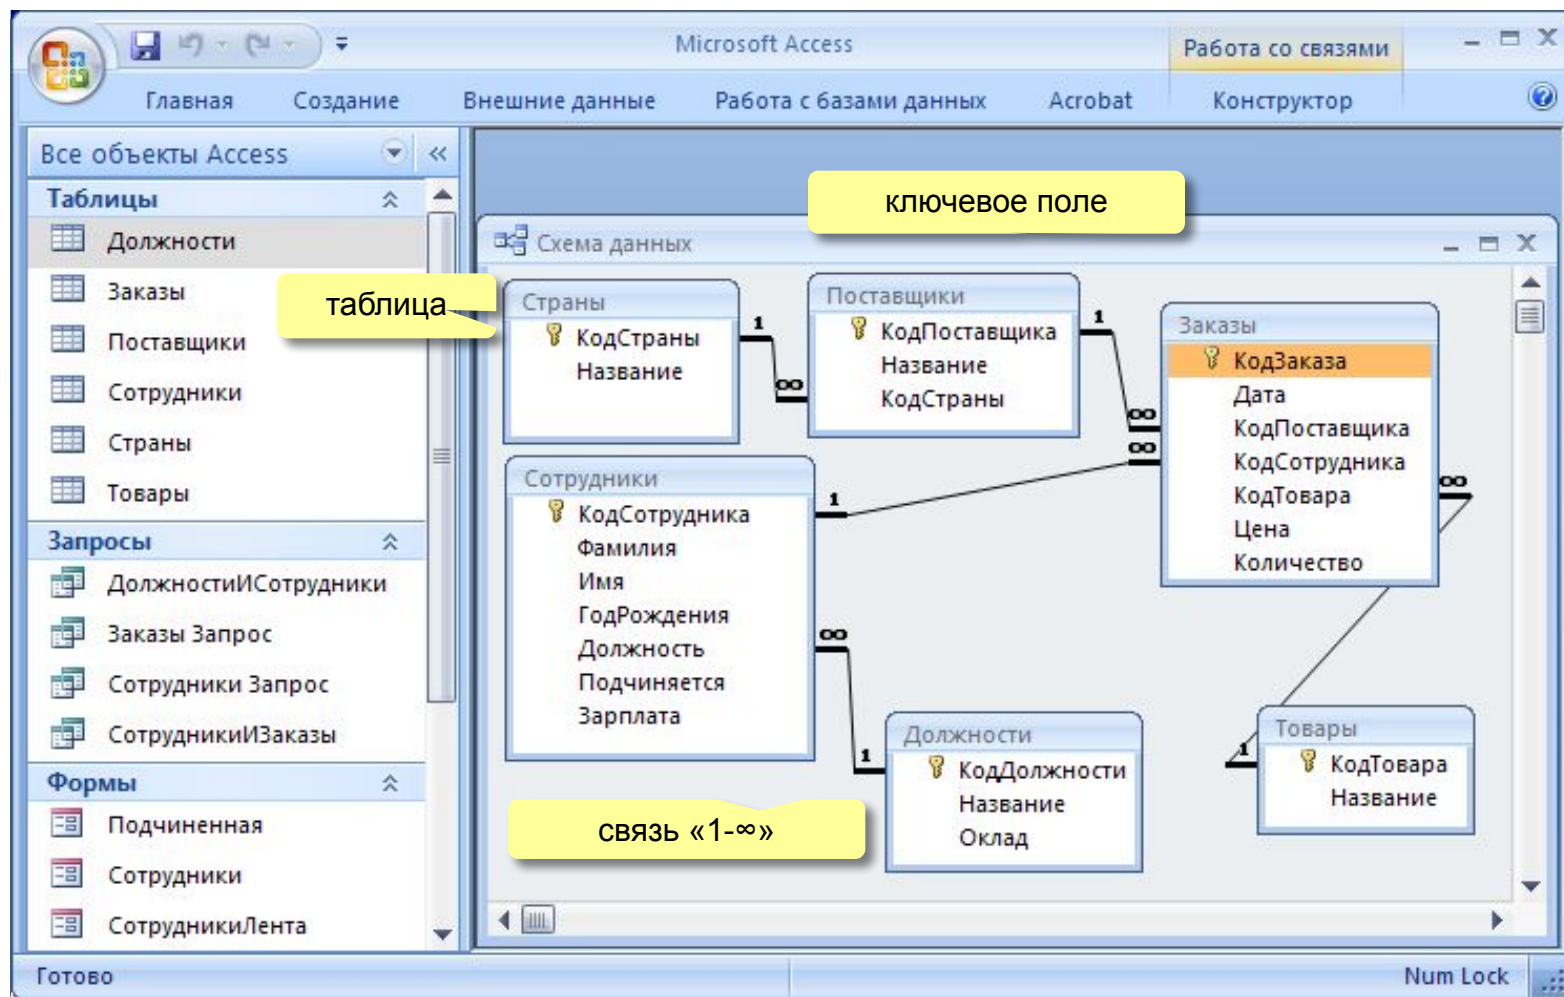 Microsoft Access
Работа со связями
Главная
Создание
Внешние данные
Работа с базами данных
Acrobat
Конструктор
Все объекты Access
Таблицы
Должности
Заказы
Поставщики
Сотрудники
Страны
Товары
Запросы
ДолжностиИСотрудники
Заказы Запрос
Сотрудники Запрос
СотрудникиИЗаказы
Формы
Подчиненная
Сотрудники
СотрудникиЛента
ключевое поле
Схема данных
таблица
Страны
КодСтраны
Название
1
∞
Поставщики
КодПоставщика
Название
КодСтраны
1
∞
Заказы
КодЗаказа
Дата
КодПоставщика
КодСотрудника
КодТовара
Цена
Количество
∞
∞
Сотрудники
КодСотрудника
Фамилия
Имя
ГодРождения
Должность
Подчиняется
Зарплата
1
∞
Должности
КодДолжности
Название
Оклад
1
Товары
КодТовара
Название
1
связь «1-∞»
Готово
Num Lock